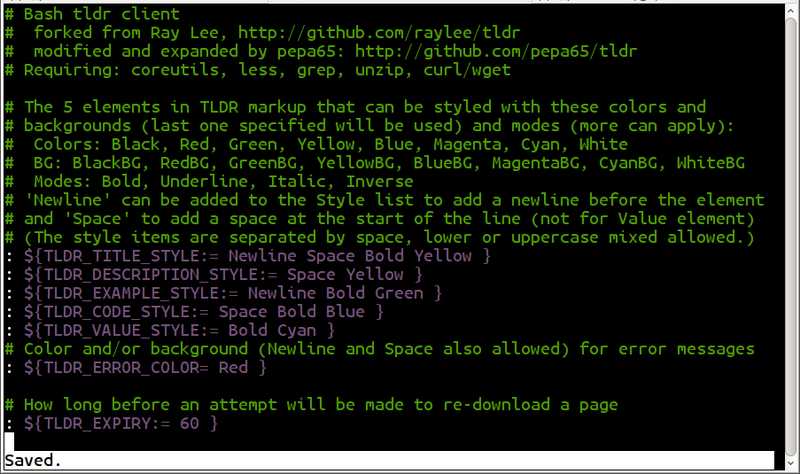 # Bash tldr client
#  forked from Ray Lee, http://github.com/raylee/tldr
#  modified and expanded by pepa65: http://github.com/pepa65/tldr
# Requiring: coreutils, less, grep, unzip, curl/wget

# The 5 elements in TLDR markup that can be styled with these colors and
# backgrounds (last one specified will be used) and modes (more can apply):
#  Colors: Black, Red, Green, Yellow, Blue, Magenta, Cyan, White
#  BG: BlackBG, RedBG, GreenBG, YellowBG, BlueBG, MagentaBG, CyanBG, WhiteBG
#  Modes: Bold, Underline, Italic, Inverse
# 'Newline' can be added to the Style list to add a newline before the element
# and 'Space' to add a space at the start of the line (not for Value element)
# (The style items are separated by space, lower or uppercase mixed allowed.)
: ${TLDR_TITLE_STYLE:= Newline Space Bold Yellow }
: ${TLDR_DESCRIPTION_STYLE:= Space Yellow }
: ${TLDR_EXAMPLE_STYLE:= Newline Bold Green }
: ${TLDR_CODE_STYLE:= Space Bold Blue }
: ${TLDR_VALUE_STYLE:= Bold Cyan }
# Color and/or background (Newline and Space also allowed) for error messages
: ${TLDR_ERROR_COLOR= Red }

# How long before an attempt will be made to re-download a page
: ${TLDR_EXPIRY:= 60 }
Saved.